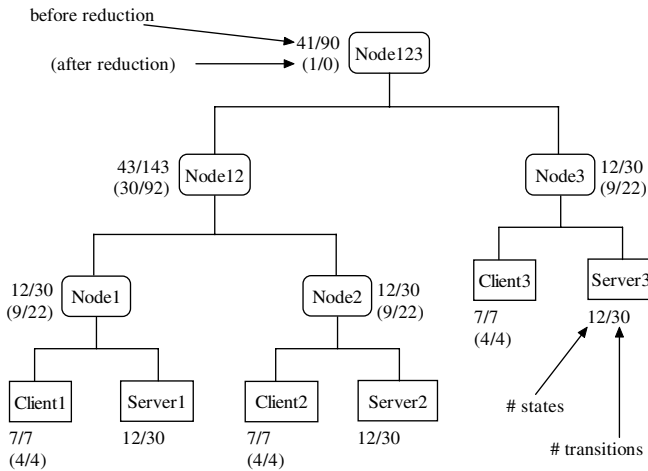 before reduction
41/90
Node123
(after reduction)
(1/0)
43/143
(30/92)
Node12
Node3
12/30
(9/22)
12/30
(9/22)
Node1
Node2
12/30
(9/22)
Client3
Server3
7/7
(4/4)
12/30
Client1
Server1
Client2
Server2
7/7
(4/4)
12/30
7/7
(4/4)
12/30
# states
# transitions